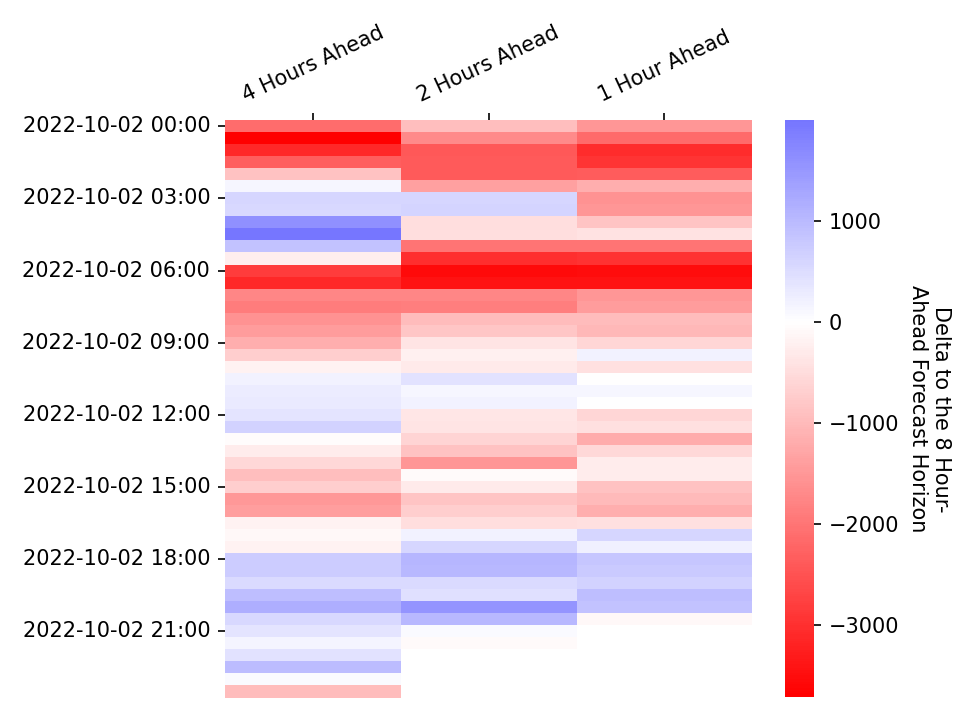 4 Hours Ahead
2 Hours Ahead
1 Hour Ahead
2022-10-02 00:00
2022-10-02 03:00
2022-10-02 06:00
2022-10-02 09:00
2022-10-02 12:00
2022-10-02 15:00
2022-10-02 18:00
2022-10-02 21:00
1000
0
−1000
−2000
−3000
Delta to the 8 Hour-
Ahead Forecast Horizon